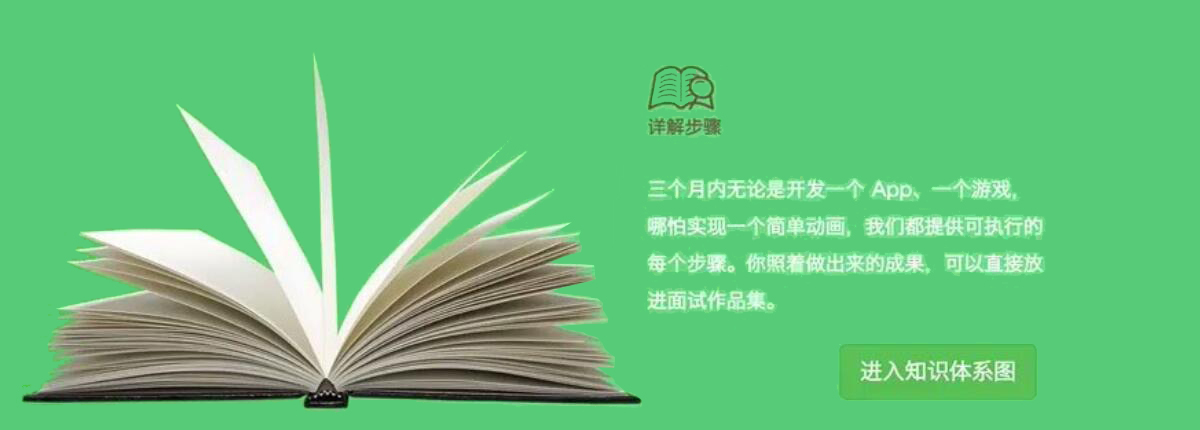 详解步骤
三个月内无论是开发一个 App、一个游戏,
哪怕实现一个简单动画，我们都提供可执行的
每个步骤。你照着做出来的成果，可以直接放
进面试作品集。
进入知识体系图